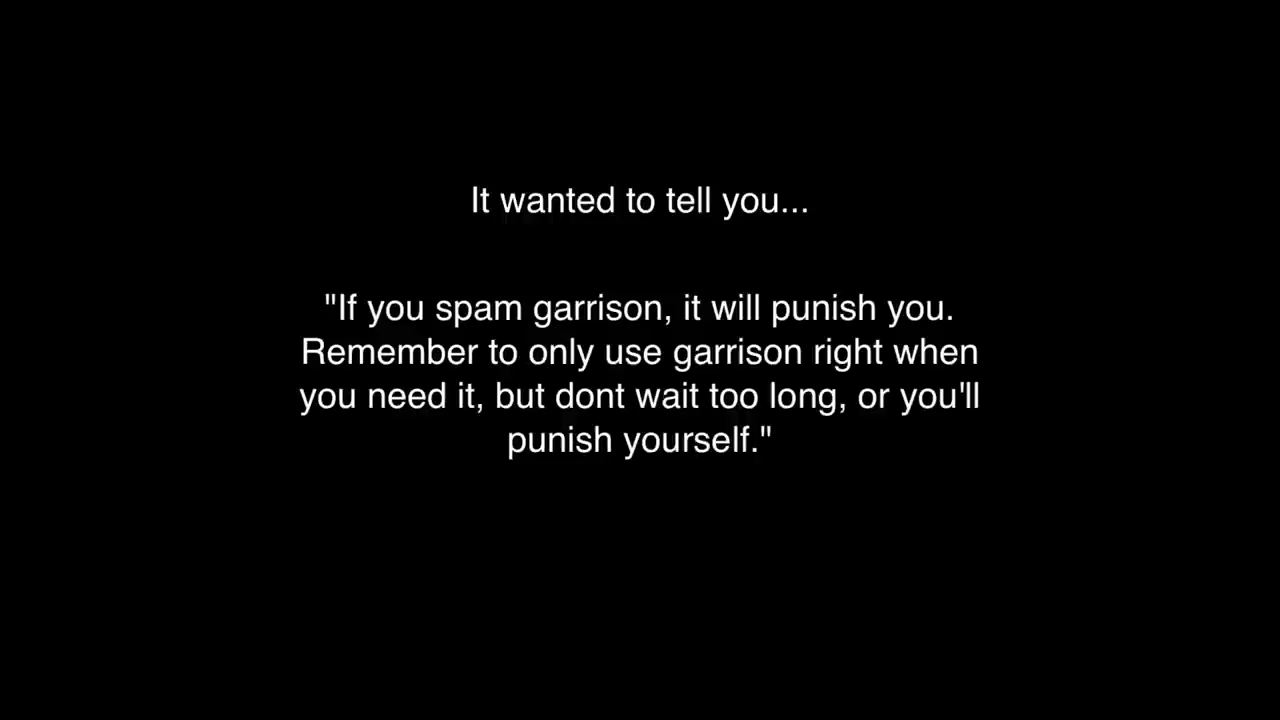 It wanted to tell you...
"If you spam garrison, it will punish you.
Remember to only use garrison right when
you need it, but dont wait too long, or you'll
punish yourself."